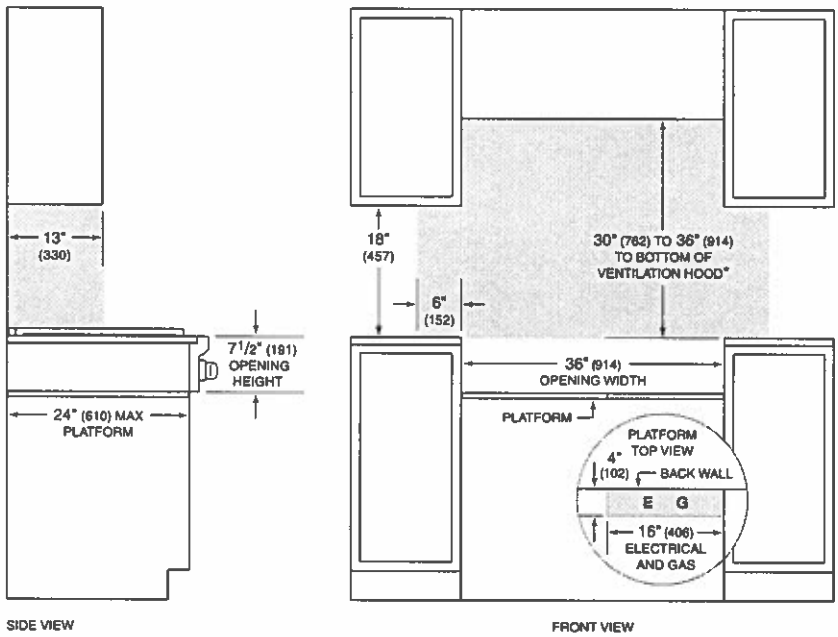 13"
(330)
7 1/2" (191)
OPENING
HEIGHT
24" (610) MAX
PLATFORM
SIDE VIEW
18"
(457)
30" (762) TO 36" (914)
TO BOTTOM OF
VENTILATION HOOD*
6"
(152)
36" (914)
OPENING WIDTH
PLATFORM
PLATFORM
TOP VIEW
4"
(102)
BACK WALL
E G
16" (406)
ELECTRICAL
AND GAS
FRONT VIEW